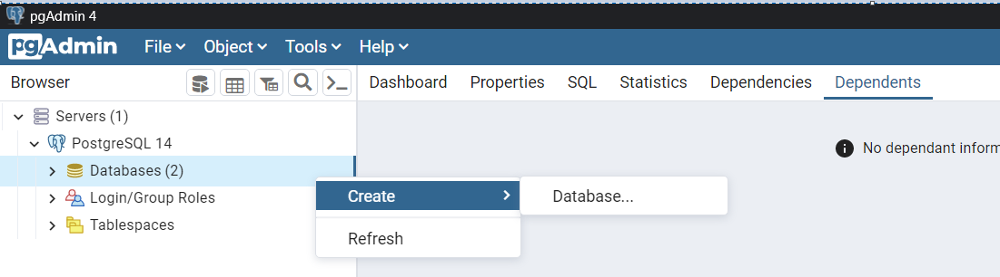 pgAdmin 4
pgAdmin File Object Tools Help
Browser Dashboard Properties SQL Statistics Dependencies Dependents
Servers (1)
PostgreSQL 14 No dependant inform
Databases (2)
Create Database...
Login/Group Roles
Tablespaces
Refresh